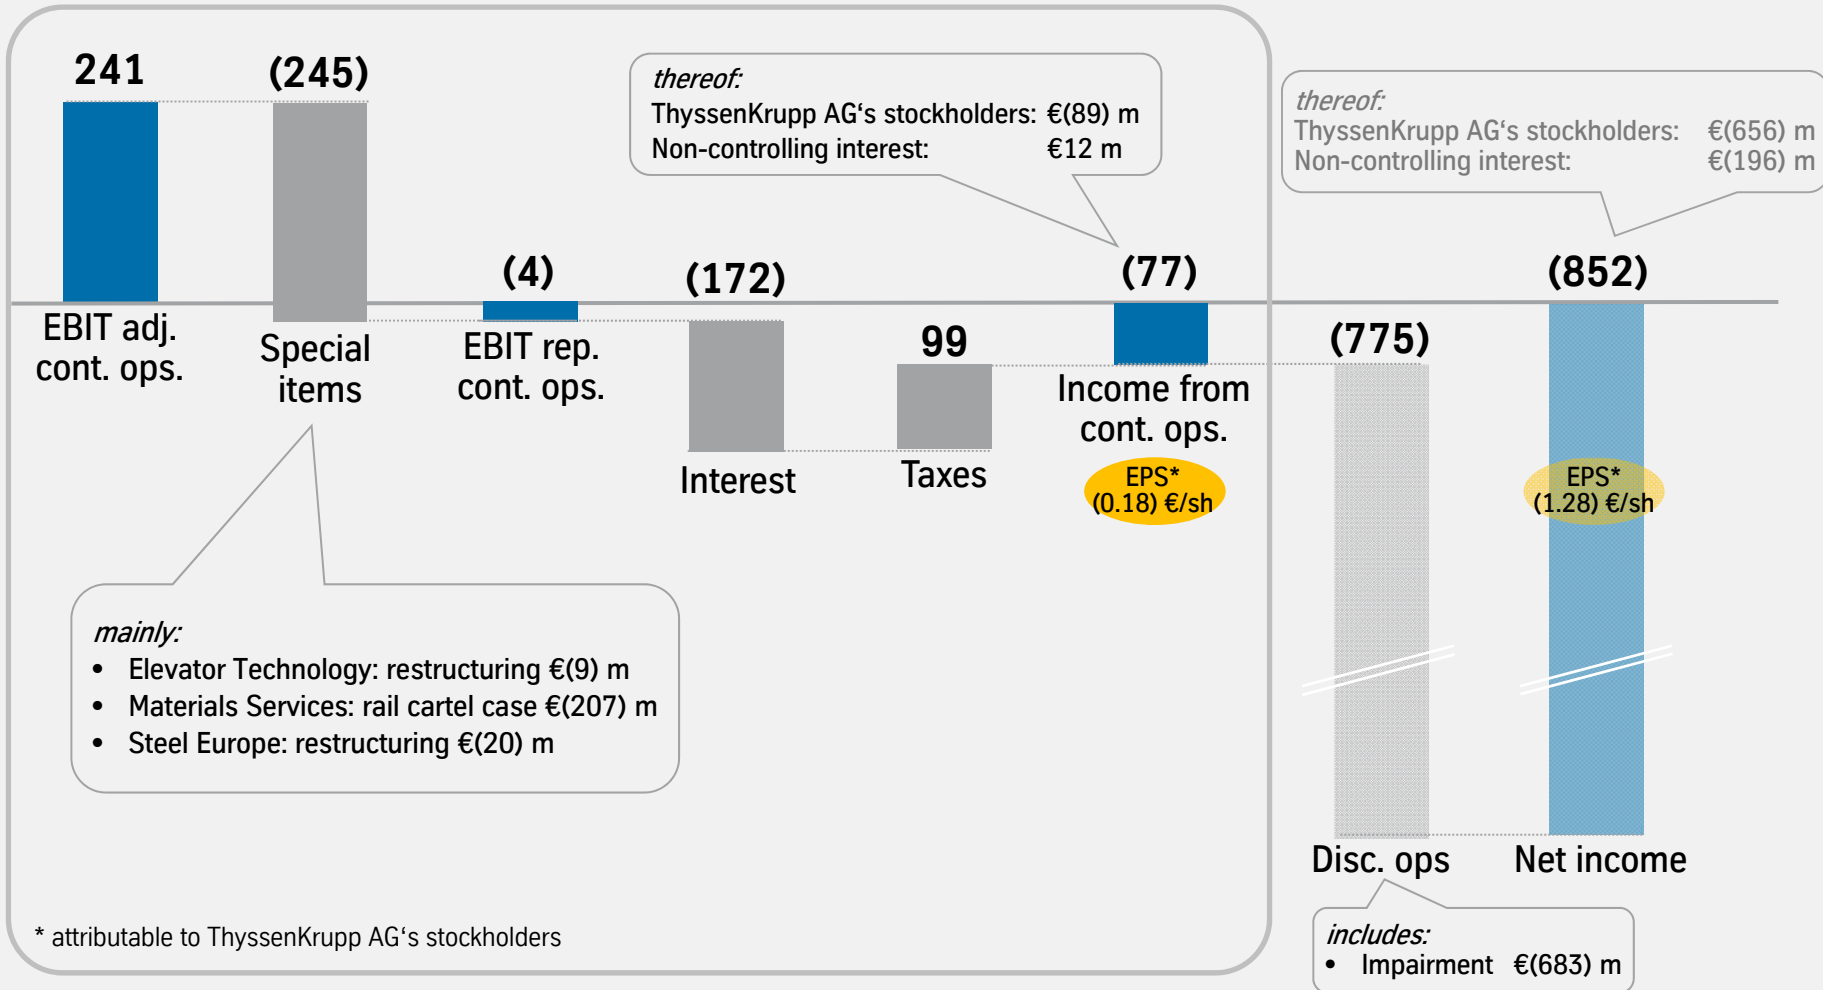 241
(245)
thereof:
ThyssenKrupp AG‘s stockholders: €(89) m
Non-controlling interest: €12 m
thereof:
ThyssenKrupp AG‘s stockholders: €(656) m
Non-controlling interest: €(196) m
(4)
(172)
(77)
(852)
EBIT adj.
cont. ops.
Special
items
EBIT rep.
cont. ops.
99
(775)
Income from
cont. ops.
Interest
Taxes
EPS*
(0.18) €/sh
EPS*
(1.28) €/sh
mainly:
• Elevator Technology: restructuring €(9) m
• Materials Services: rail cartel case €(207) m
• Steel Europe: restructuring €(20) m
Disc. ops
Net income
* attributable to ThyssenKrupp AG‘s stockholders
includes:
• Impairment €(683) m